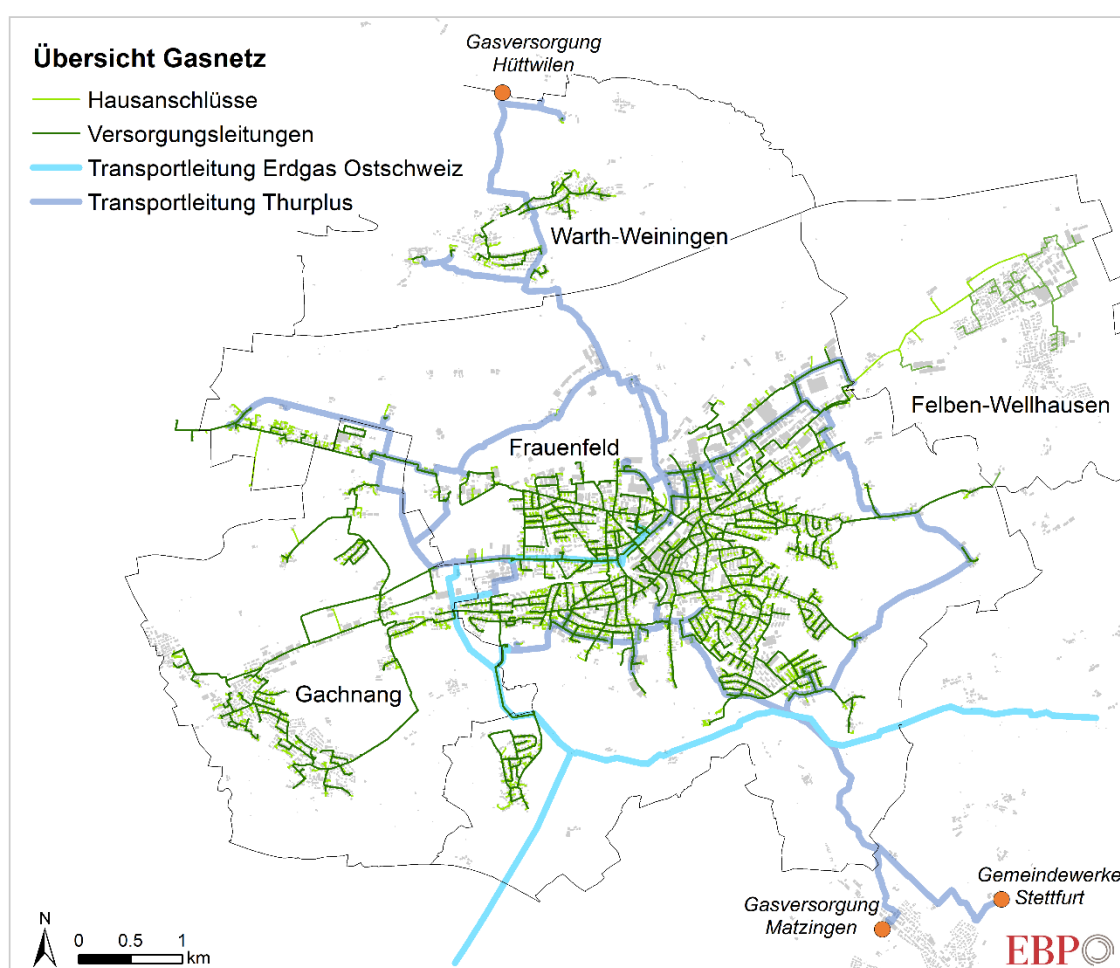 Übersicht Gasnetz
Hausanschlüsse
Versorgungsleitungen
Transportleitung Erdgas Ostschweiz
Transportleitung Thurplus
Gasversorgung
Hüttwilen
Warth-Weiningen
Felben-Wellhausen
Frauenfeld
Gachnang
Gemeindewerke
Stettfurt
Gasversorgung
Matzingen
N
0 0.5 1
km
EBP